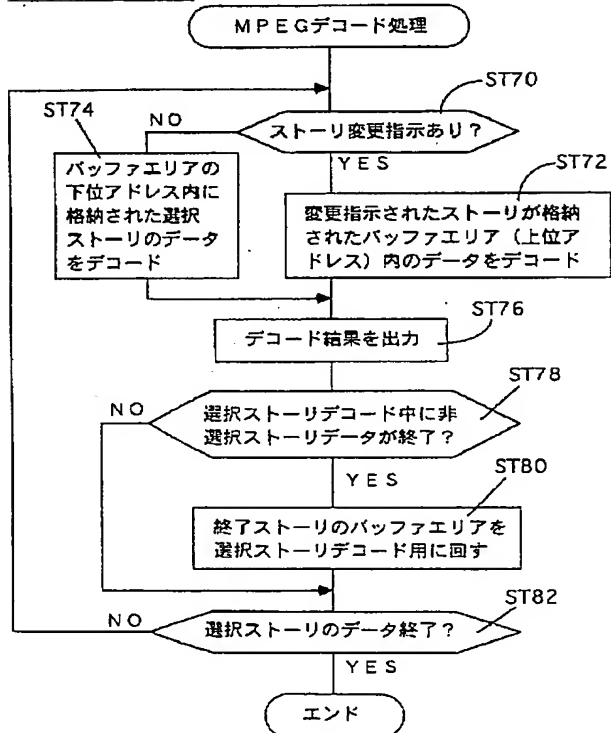 MPEGデコード処理
ST70
ストーリ変更指示あり？
NO
YES
ST74
バッファエリアの
下位アドレス内に
格納された選択
ストーリのデータ
をデコード
ST72
変更指示されたストーリが格納
されたバッファエリア（上位ア
ドレス）内のデータをデコード
ST76
デコード結果を出力
ST78
NO
選択ストーリデコード中に非
選択ストーリデータが終了？
YES
ST80
終了ストーリのバッファエリアを
選択ストーリデコード用に回す
ST82
NO
選択ストーリのデータ終了？
YES
エンド